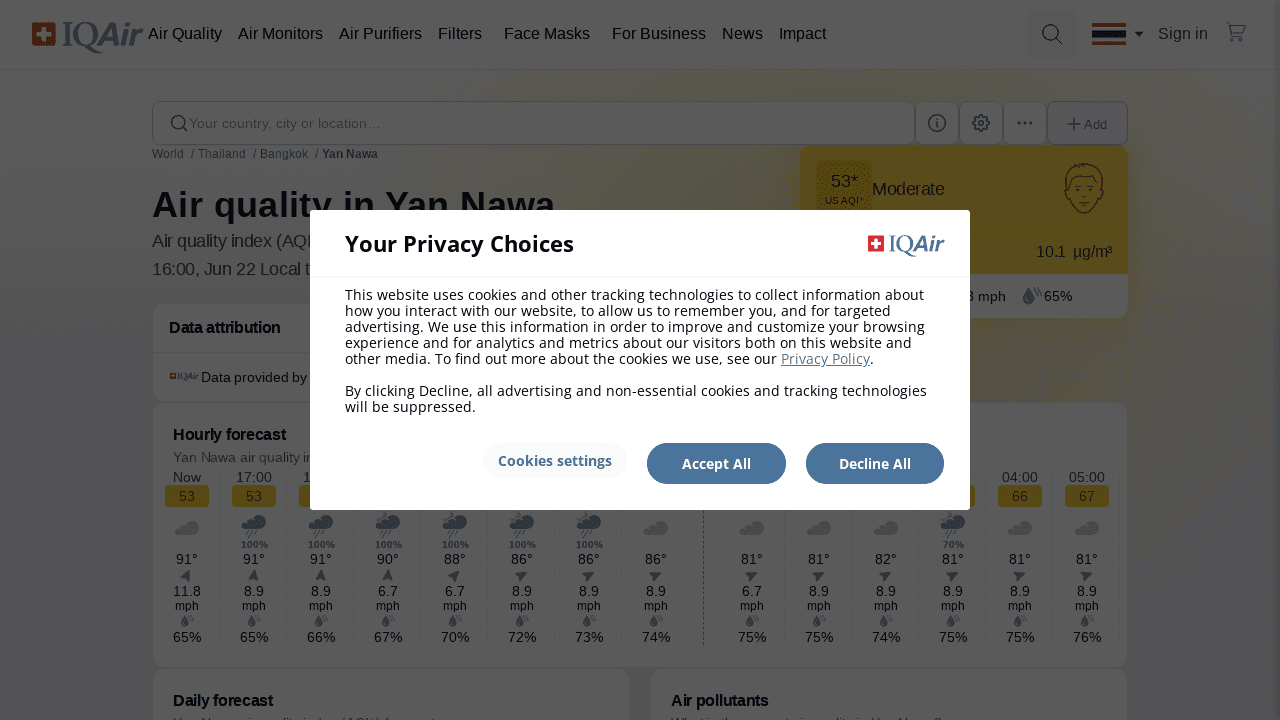 IQAir Air Quality Air Monitors Air Purifiers Filters Face Masks For Business News Impact Sign in
Your country, city or location... Add
World / Thailand / Bangkok / Yan Nawa
Air quality in Yan Nawa
53*
US AQI⁺
Moderate
Air quality index (AQI
10.1 µg/m³
16:00, Jun 22 Local t
mph 65%
Your Privacy Choices
IQAir
This website uses cookies and other tracking technologies to collect information about
how you interact with our website, to allow us to remember you, and for targeted
advertising. We use this information in order to improve and customize your browsing
experience and for analytics and metrics about our visitors both on this website and
other media. To find out more about the cookies we use, see our Privacy Policy.
By clicking Decline, all advertising and non-essential cookies and tracking technologies
will be suppressed.
Cookies settings Accept All Decline All
Data attribution
IQAir Data provided by
Hourly forecast
Yan Nawa air quality in
Now 17:00 04:00 05:00
53 53 66 67
100% 100% 100% 100% 100% 100% 70%
91° 91° 91° 90° 88° 86° 86° 86° 81° 81° 82° 81° 81° 81°
11.8 8.9 8.9 6.7 6.7 8.9 8.9 8.9 6.7 8.9 8.9 8.9 8.9 8.9
mph mph mph mph mph mph mph mph mph mph mph mph mph mph
65% 65% 66% 67% 70% 72% 73% 74% 75% 75% 74% 75% 75% 76%
Daily forecast Air pollutants